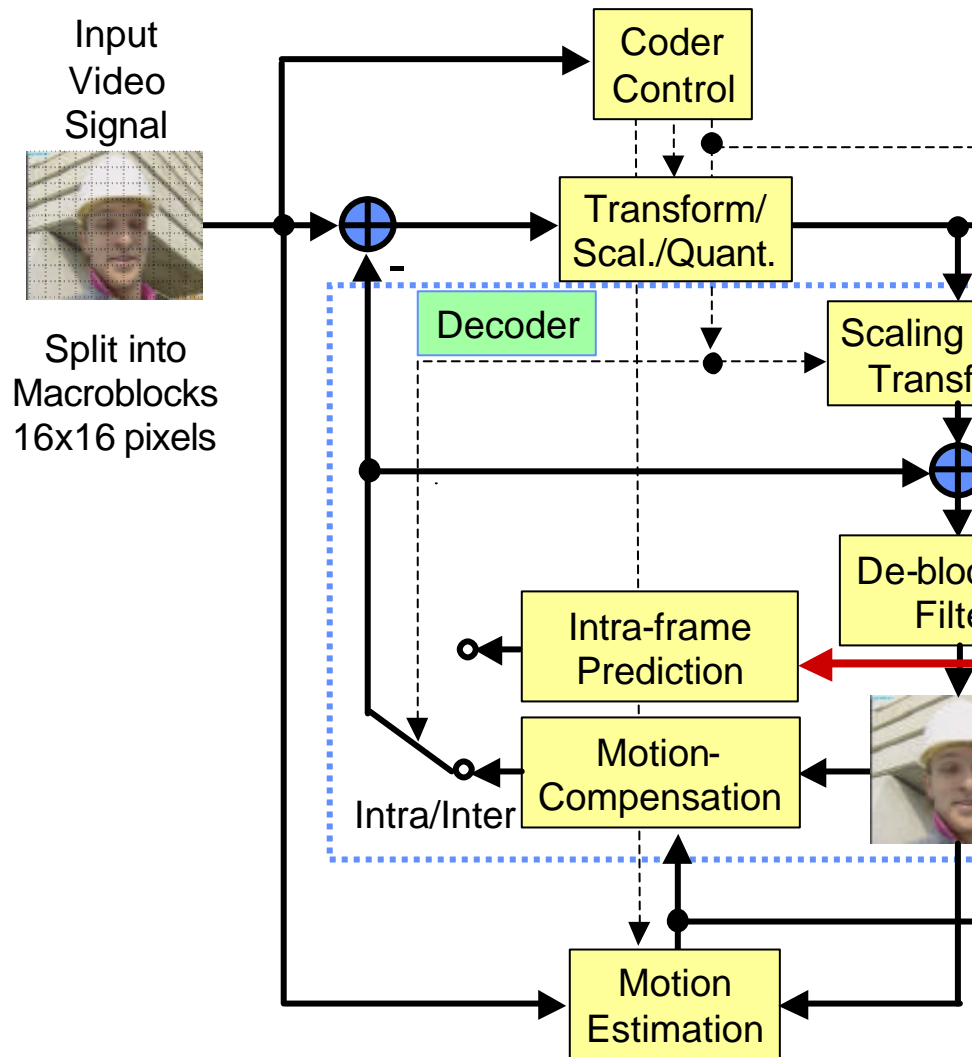 Input
Video
Signal
Coder
Control
Transform/
Scal./Quant.
-
Decoder
Split into
Macroblocks
16x16 pixels
Scaling
Intra-frame
Prediction
Motion-
Compensation
Intra/Inter
Motion
Estimation